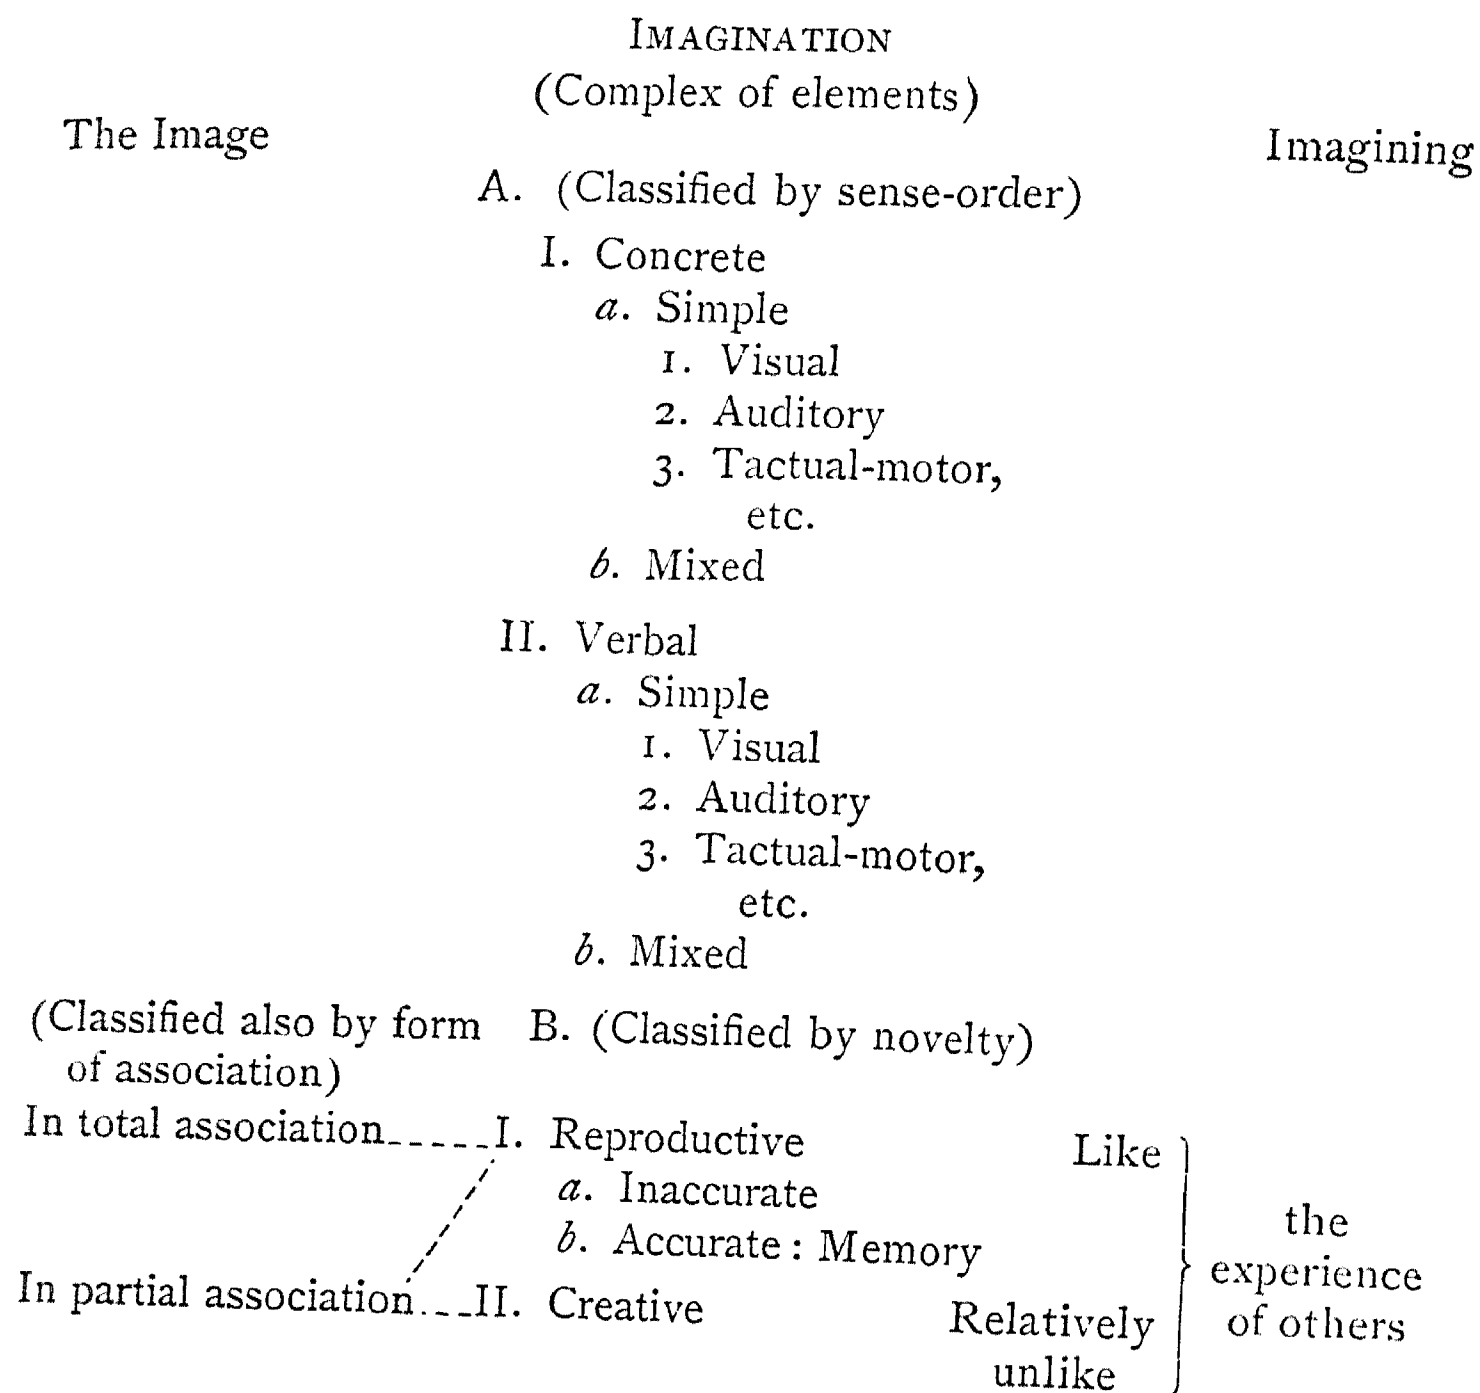 IMAGINATION
(Complex of elements)
The Image
Imagining
A. (Classified by sense-order)
I. Concrete
a. Simple
1. Visual
2. Auditory
3. Tactual-motor,
etc.
b. Mixed
II. Verbal
a. Simple
1. Visual
2. Auditory
3. Tactual-motor,
etc.
b. Mixed
(Classified also by form B. (Classified by novelty)
of association)
In total association_____I. Reproductive Like
a. Inaccurate
b. Accurate: Memory
the
experience
of others
In partial association...__II. Creative Relatively
unlike